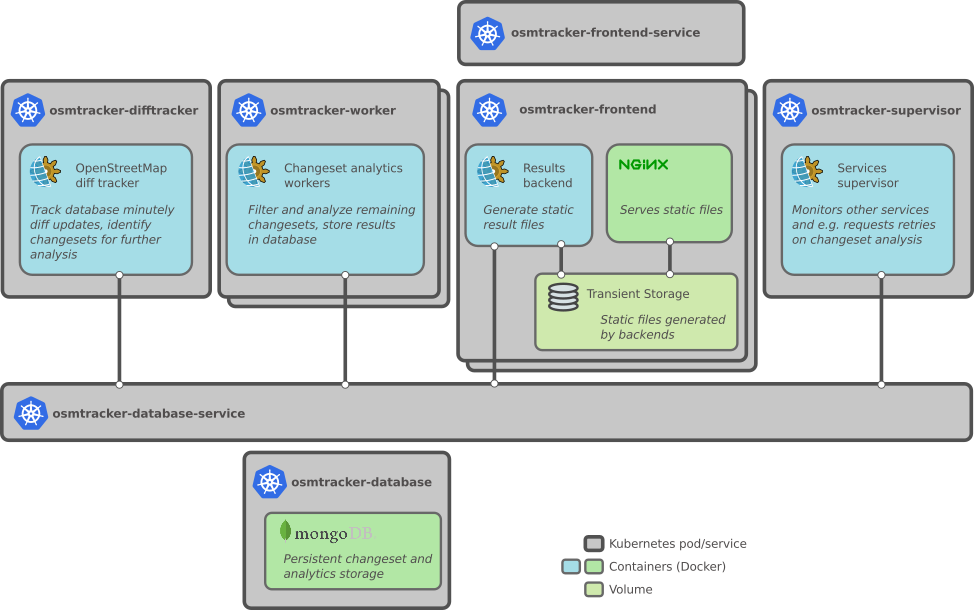 osmtracker-frontend-service
osmtracker-difftracker
OpenStreetMap
diff tracker
Track database minutely
diff updates, identify
changesets for further
analysis
osmtracker-worker
Changeset analytics
workers
Filter and analyze remaining
changesets, store results
in database
osmtracker-frontend
Results
backend
Generate static
result files
NGiNX
Serves static files
Transient Storage
Static files generated
by backends
osmtracker-supervisor
Services
supervisor
Monitors other services
and e.g. requests retries
on changeset analysis
osmtracker-database-service
osmtracker-database
mongoDB
Persistent changeset and
analytics storage
Kubernetes pod/service
Containers (Docker)
Volume